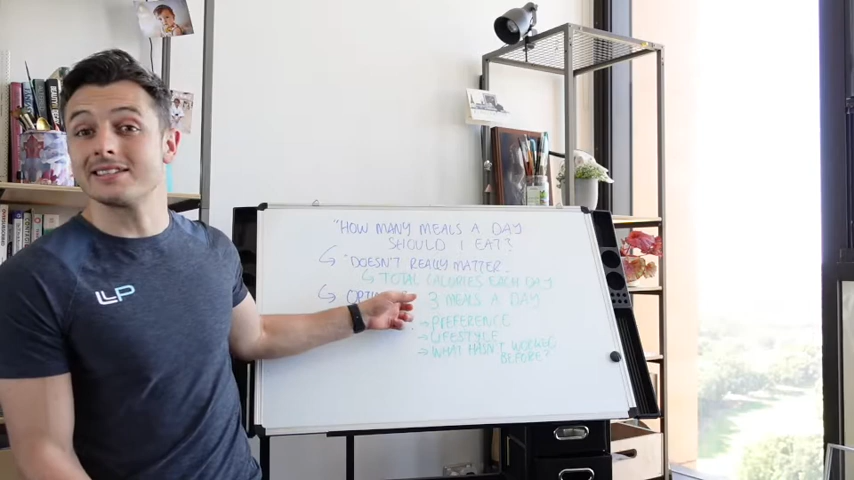 "HOW MANY MEALS A DAY
SHOULD I EAT?
* DOESN'T REALLY MATTER.
↳ TOTAL CALORIES EACH DAY
3 MEALS A DAY
→ PREFERENCE
→ LIFESTYLE
→ WHAT HASN'T WORKED
BEFORE?
LLP